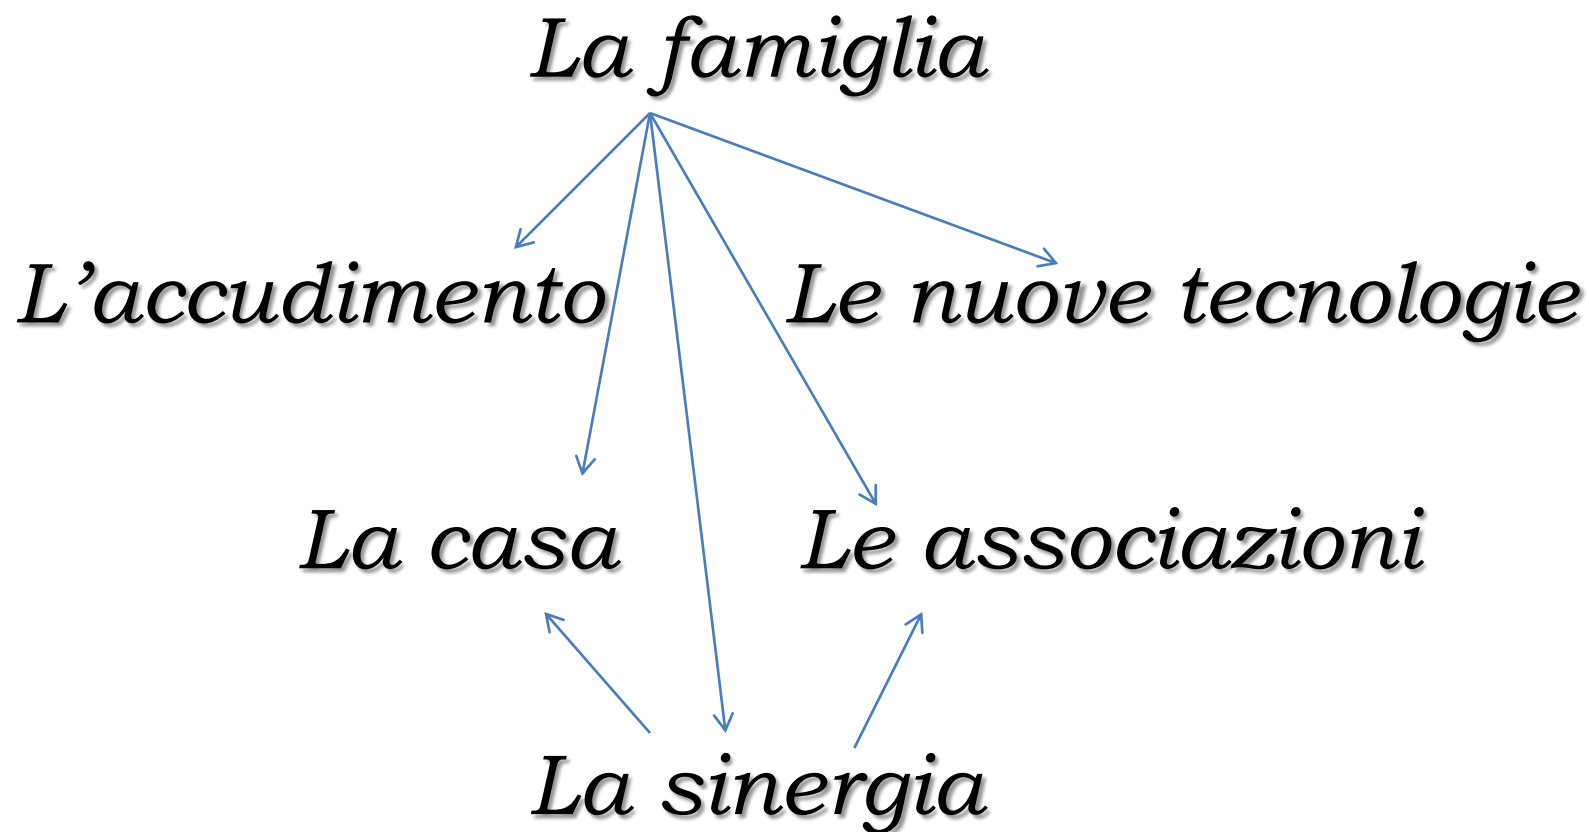 La famiglia
L’accudimento
Le nuove tecnologie
La casa
Le associazioni
La sinergia